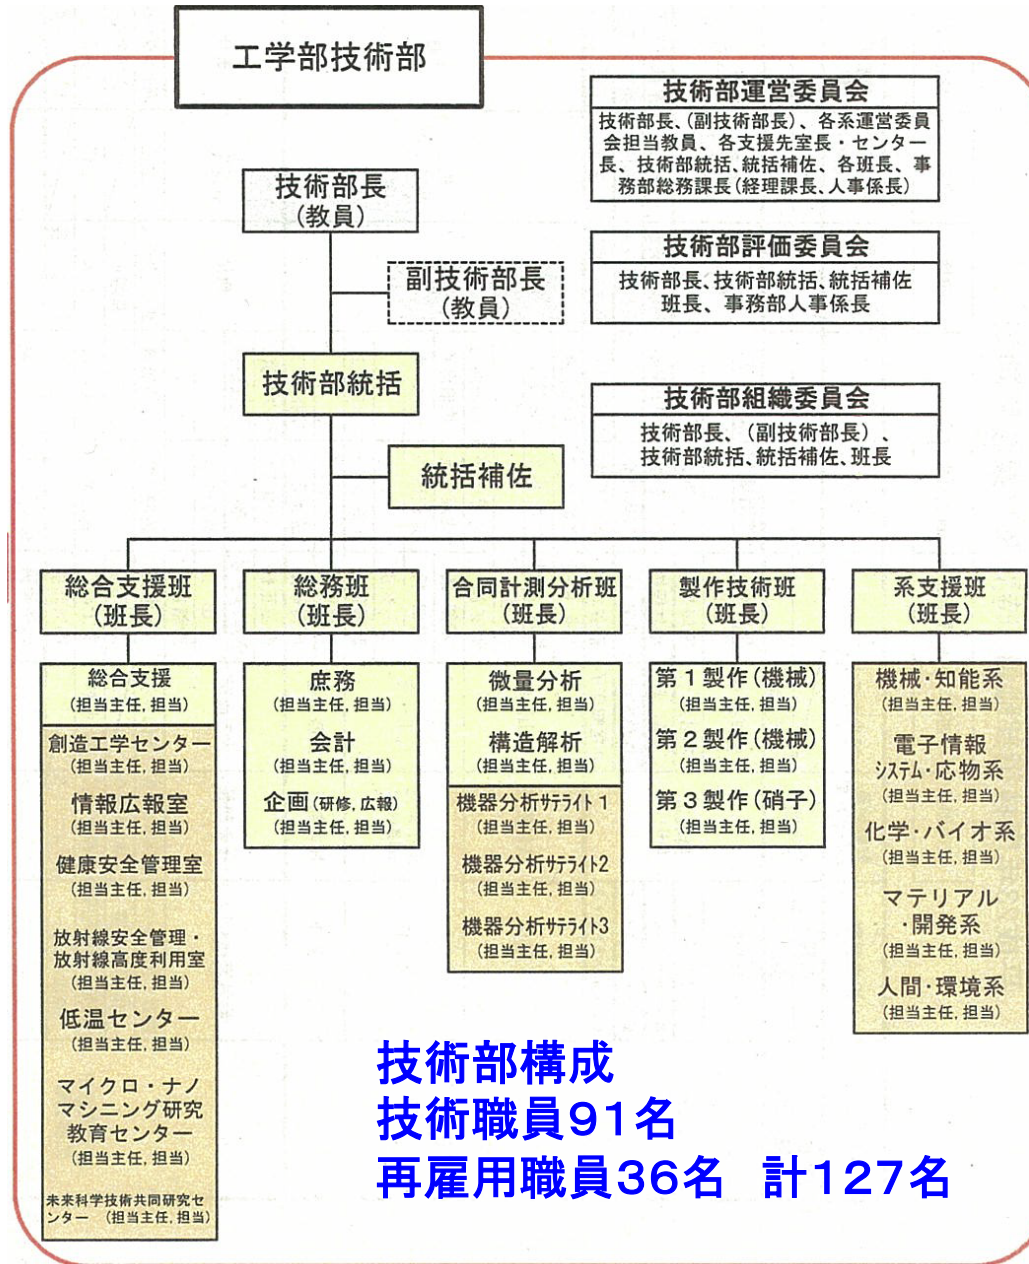 工学部技術部
技術部運営委員会
技術部長、(副技術部長)、各系運営委員
会担当教員、各支援先室長・センター
長、技術部統括、統括補佐、各班長、事
務部総務課長(経理課長、人事係長)
技術部長
(教員)
技術部評価委員会
技術部長、技術部統括、統括補佐
班長、事務部人事係長
副技術部長
(教員)
技術部統括
技術部組織委員会
技術部長、(副技術部長)、
技術部統括、統括補佐、班長
統括補佐
総合支援班
(班長)
総務班
(班長)
合同計測分析班
(班長)
製作技術班
(班長)
系支援班
(班長)
総合支援
(担当主任, 担当)
創造工学センター
(担当主任, 担当)
情報広報室
(担当主任, 担当)
健康安全管理室
(担当主任, 担当)
放射線安全管理・
放射線高度利用室
(担当主任, 担当)
低温センター
(担当主任, 担当)
マイクロ・ナノ
マシニング研究
教育センター
(担当主任, 担当)
未来科学技術共同研究セ
ンター (担当主任, 担当)
庶務
(担当主任, 担当)
会計
(担当主任, 担当)
企画(研修, 広報)
(担当主任, 担当)
微量分析
(担当主任, 担当)
構造解析
(担当主任, 担当)
機器分析ｻﾃﾗｲﾄ1
(担当主任, 担当)
機器分析ｻﾃﾗｲﾄ2
(担当主任, 担当)
機器分析ｻﾃﾗｲﾄ3
(担当主任, 担当)
第1製作(機械)
(担当主任, 担当)
第2製作(機械)
(担当主任, 担当)
第3製作(硝子)
(担当主任, 担当)
機械・知能系
(担当主任, 担当)
電子情報
ｼｽﾃﾑ・応物系
(担当主任, 担当)
化学・バイオ系
(担当主任, 担当)
マテリアル
・開発系
(担当主任, 担当)
人間・環境系
(担当主任, 担当)
技術部構成
技術職員91名
再雇用職員36名 計127名